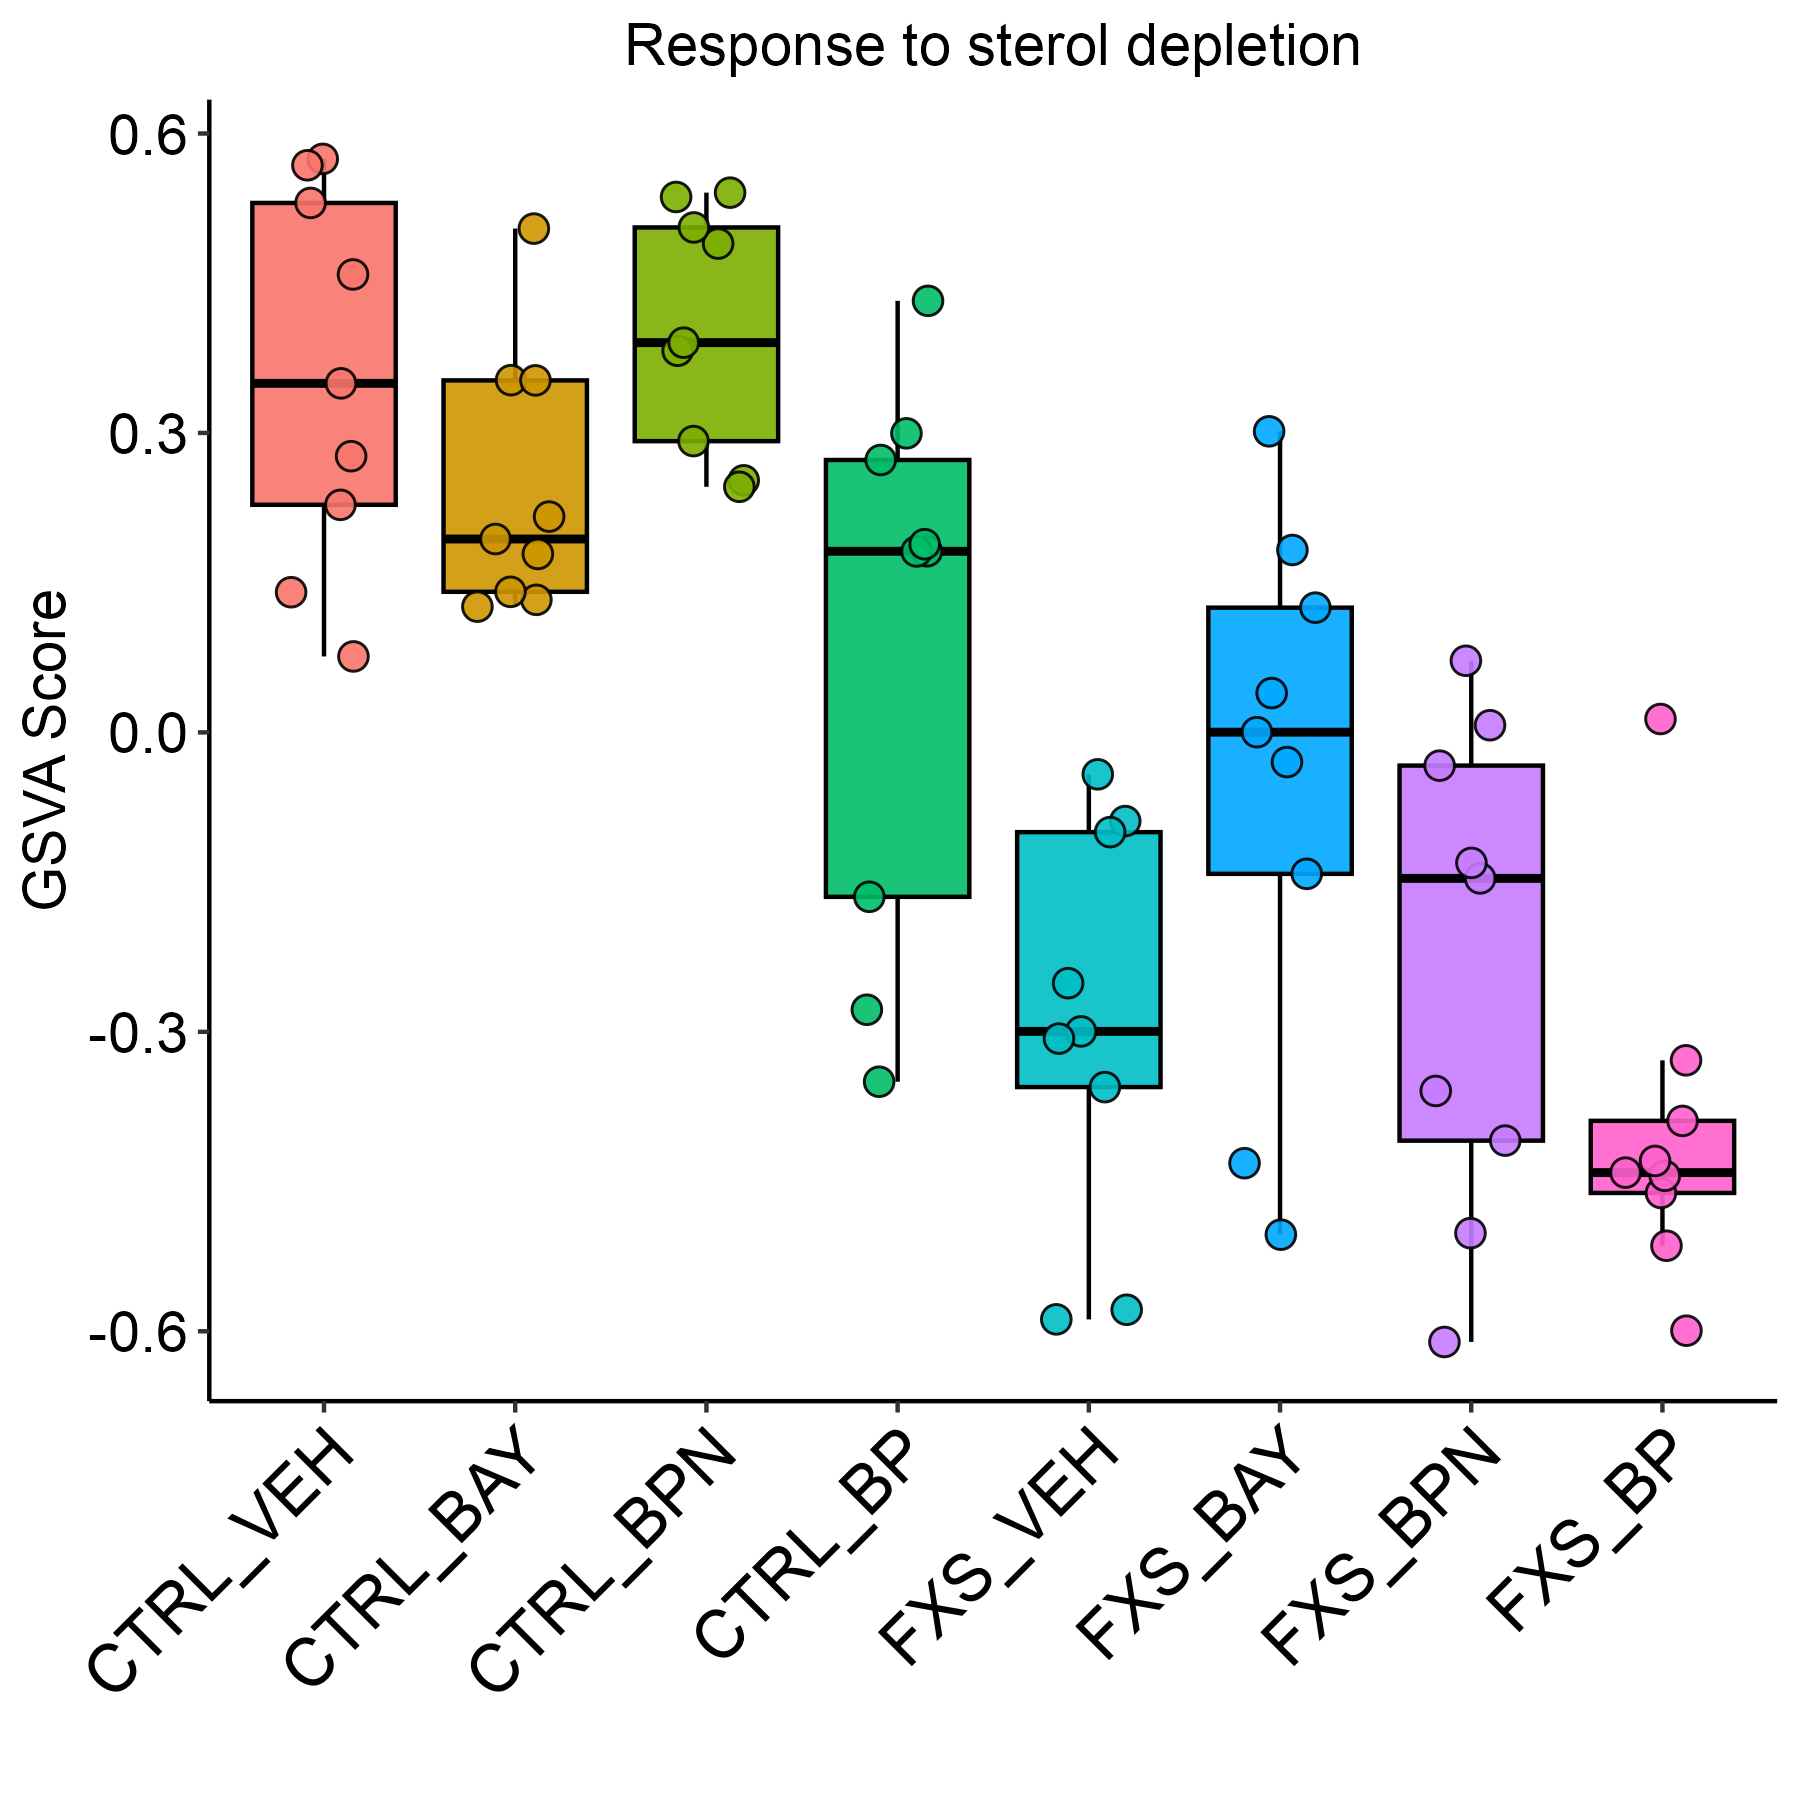 Response to sterol depletion
GSVA Score
0.6
0.3
0.0
-0.3
-0.6
CTRL_VEH
CTRL_BAY
CTRL_BPN
CTRL_BP
FXS_VEH
FXS_BAY
FXS_BPN
FXS_BP